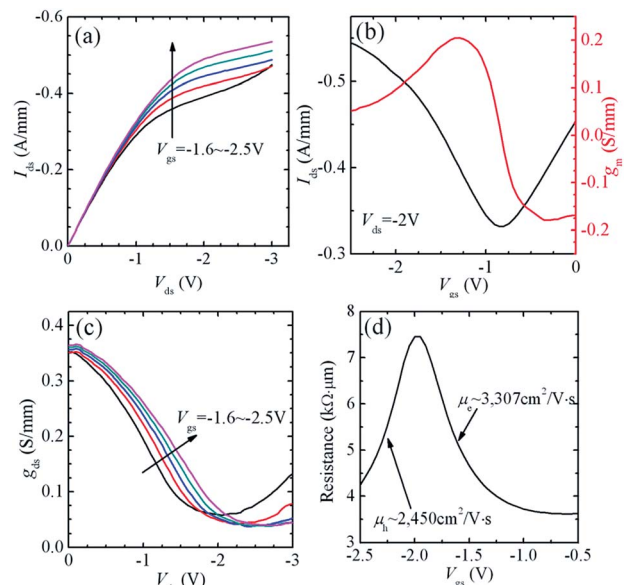 (a)
-0.6
-0.4
-0.2
0.0
I_ds (A/mm)
V_gs=-1.6~-2.5V
0 -1 -2 -3
V_ds (V)
(b)
-0.5
-0.4
-0.3
I_ds (A/mm)
0.2
0.1
0.0
-0.1
-0.2
g_m (S/mm)
V_ds=-2V
-2 -1 0
V_gs (V)
(c)
0.4
0.3
0.2
0.1
0.0
g_ds (S/mm)
V_gs=-1.6~-2.5V
0 -1 -2 -3
(V)
(d)
8
7
6
5
4
3
Resistance (kΩ·μm)
μ_e~3,307cm²/V·s
μ_h~2,450cm²/V·s
-2.5 -2.0 -1.5 -1.0 -0.5
V_gs (V)